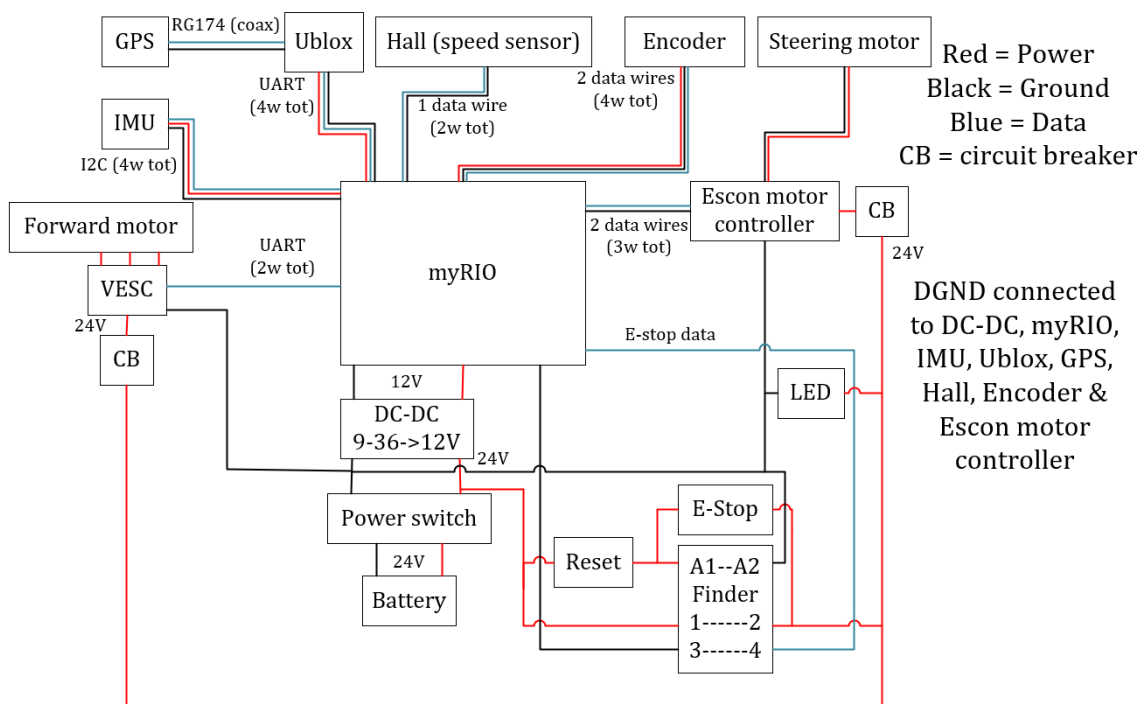 RG174 (coax)
GPS
Ublox
Hall (speed sensor)
Encoder
Steering motor
Red = Power
Black = Ground
Blue = Data
CB = circuit breaker
UART
(4w tot)
1 data wire
(2w tot)
2 data wires
(4w tot)
IMU
I2C (4w tot)
Forward motor
UART
(2w tot)
VESC
24V
CB
myRIO
2 data wires
(3w tot)
Escon motor
controller
CB
24V
DGND connected
to DC-DC, myRIO,
IMU, Ublox, GPS,
Hall, Encoder &
Escon motor
controller
E-stop data
LED
12V
DC-DC
9-36->12V
24V
Power switch
24V
Battery
E-Stop
Reset
A1--A2
Finder
1------2
3------4